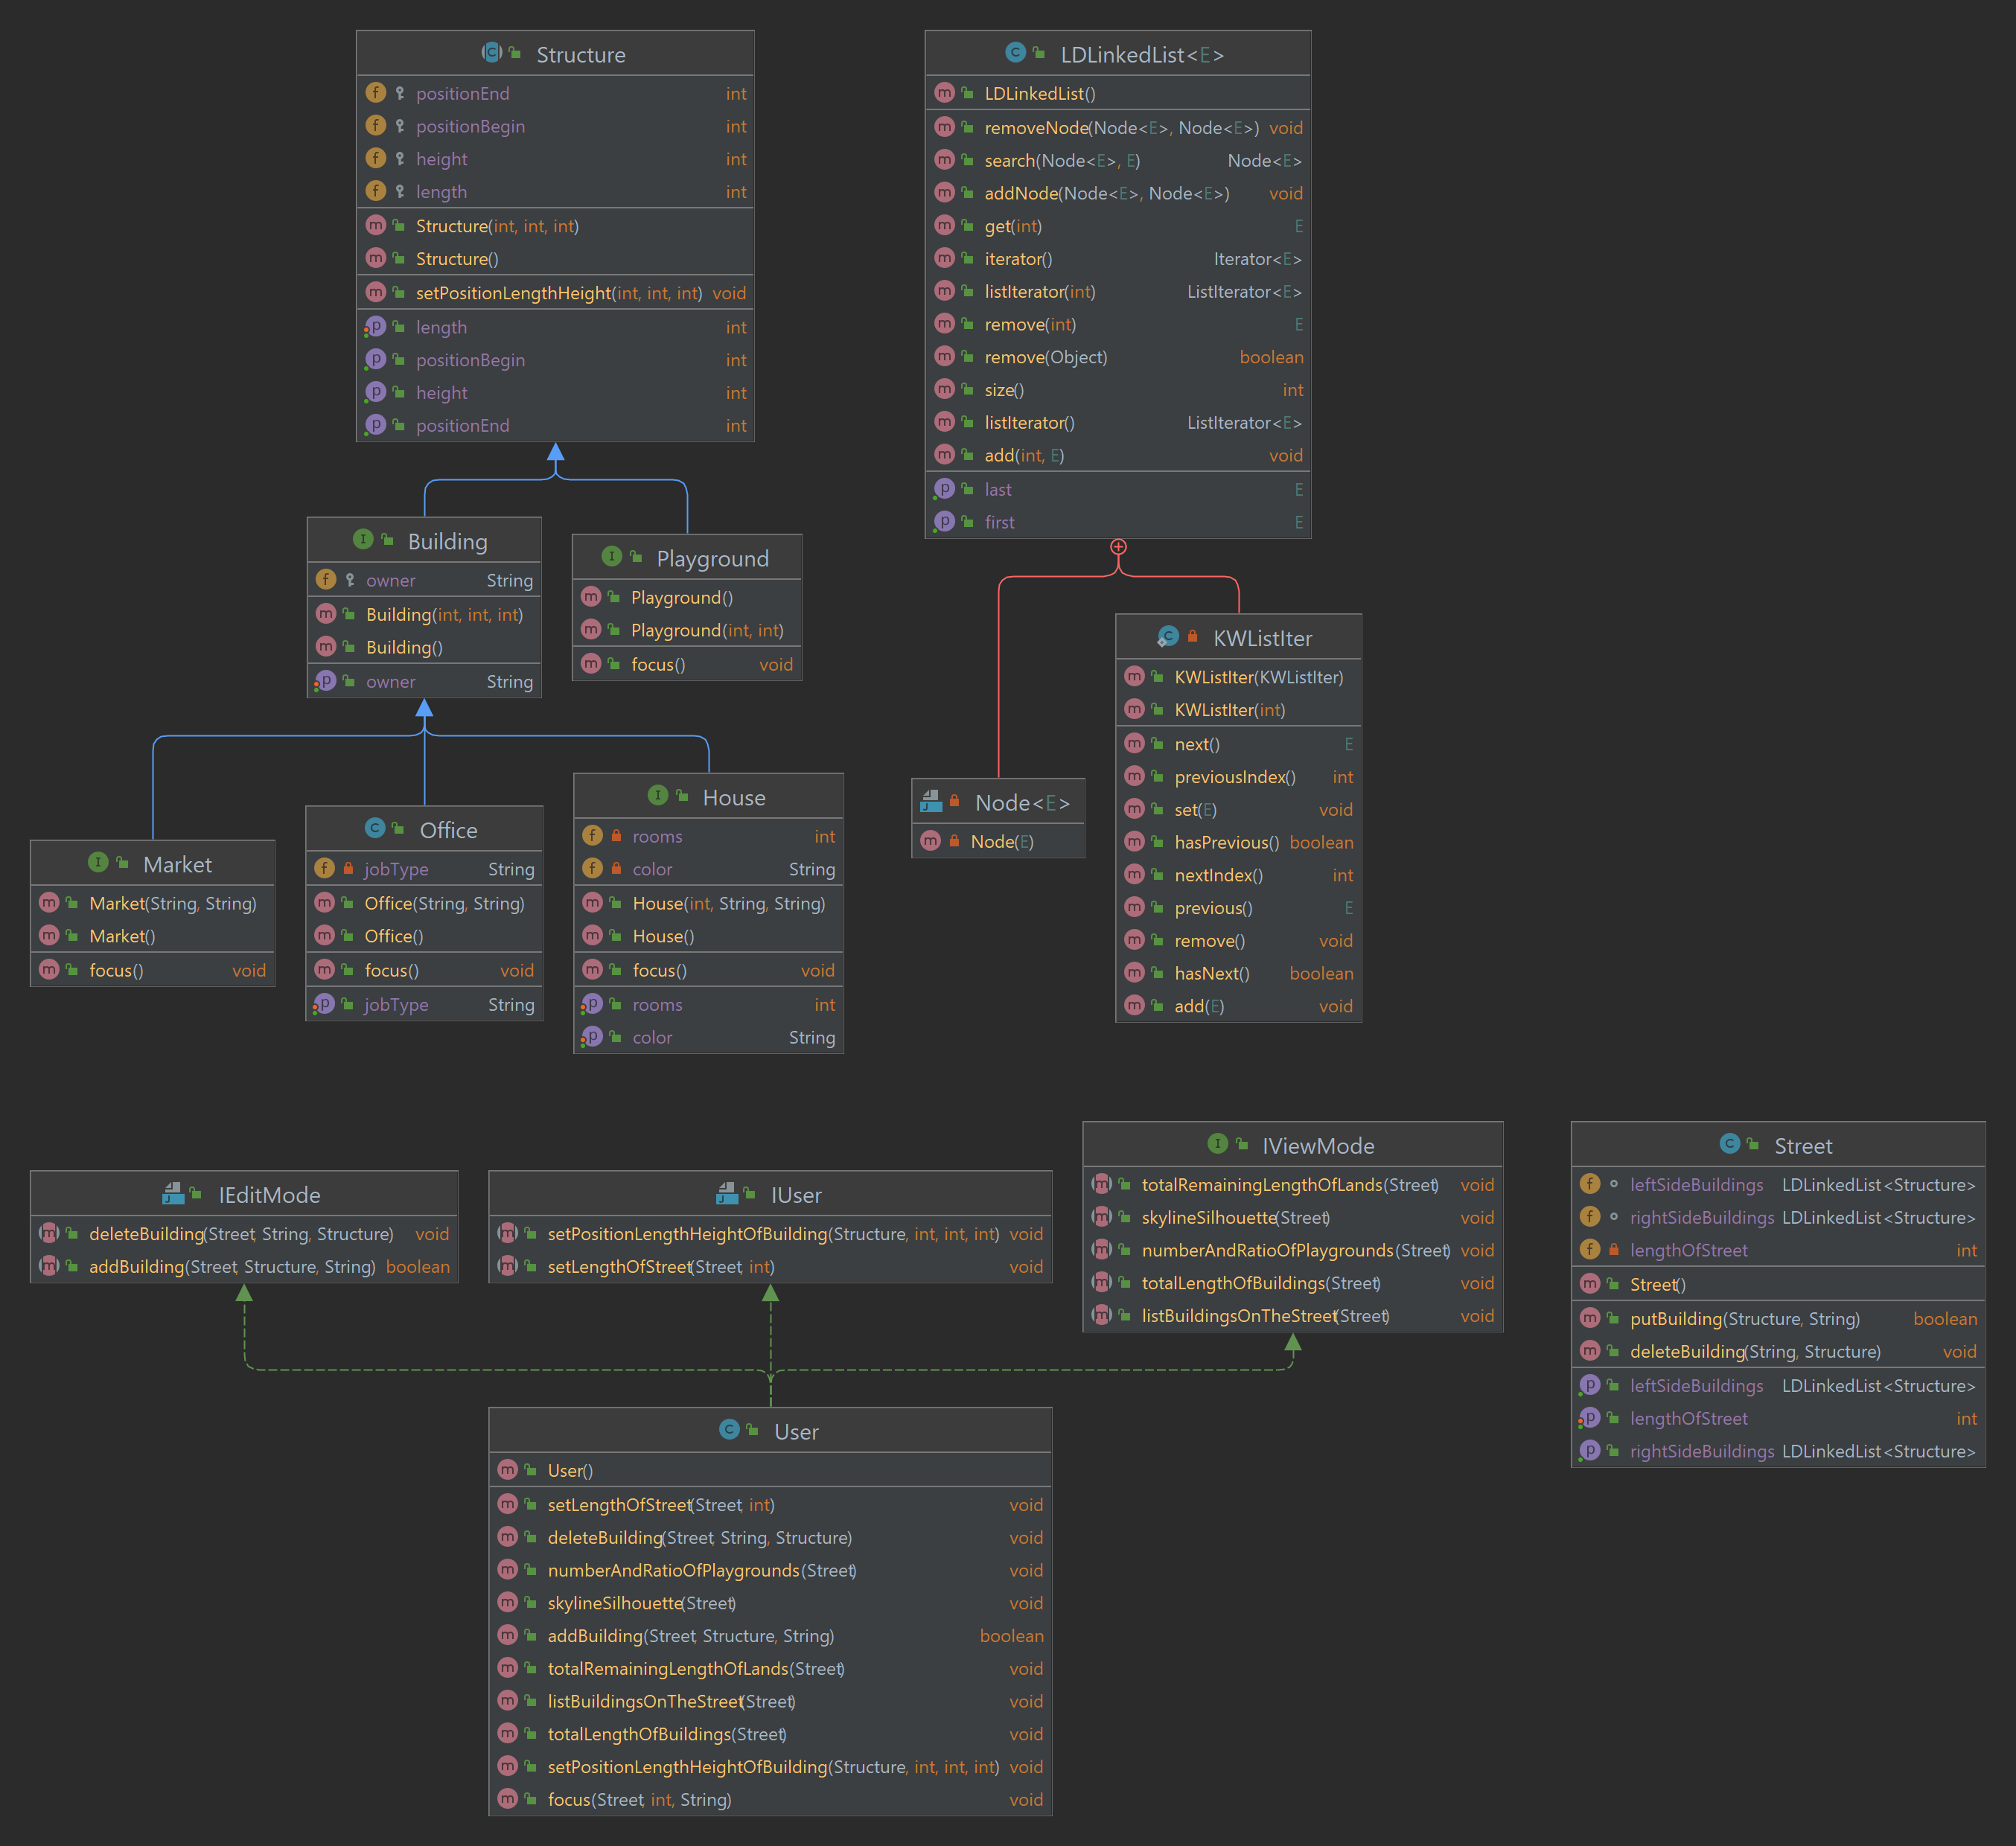 Structure
positionEnd int
positionBegin int
height int
length int
Structure(int, int, int)
Structure()
setPositionLengthHeight(int, int, int) void
length int
positionBegin int
height int
positionEnd int
LDLinkedList<E>
LDLinkedList()
removeNode(Node<E>, Node<E>) void
search(Node<E>, E) Node<E>
addNode(Node<E>, Node<E>) void
get(int) E
iterator() Iterator<E>
listIterator(int) ListIterator<E>
remove(int) E
remove(Object) boolean
size() int
listIterator() ListIterator<E>
add(int, E) void
last E
first E
Building
owner String
Building(int, int, int)
Building()
owner String
Playground
Playground()
Playground(int, int)
focus() void
KWListIter
KWListIter(KWListIter)
KWListIter(int)
next() E
previousIndex() int
set(E) void
hasPrevious() boolean
nextIndex() int
previous() E
remove() void
hasNext() boolean
add(E) void
Node<E>
Node(E)
Market
Market(String, String)
Market()
focus() void
Office
jobType String
Office(String, String)
Office()
focus() void
jobType String
House
rooms int
color String
House(int, String, String)
House()
focus() void
rooms int
color String
IEditMode
deleteBuilding(Street, String, Structure) void
addBuilding(Street, Structure, String) boolean
IUser
setPositionLengthHeightOfBuilding(Structure, int, int, int) void
setLengthOfStreet(Street, int) void
IViewMode
totalRemainingLengthOfLands(Street) void
skylineSilhouette(Street) void
numberAndRatioOfPlaygrounds(Street) void
totalLengthOfBuildings(Street) void
listBuildingsOnTheStreet(Street) void
Street
leftSideBuildings LDLinkedList<Structure>
rightSideBuildings LDLinkedList<Structure>
lengthOfStreet int
Street()
putBuilding(Structure, String) boolean
deleteBuilding(String, Structure) void
leftSideBuildings LDLinkedList<Structure>
lengthOfStreet int
rightSideBuildings LDLinkedList<Structure>
User
User()
setLengthOfStreet(Street, int) void
deleteBuilding(Street, String, Structure) void
numberAndRatioOfPlaygrounds(Street) void
skylineSilhouette(Street) void
addBuilding(Street, Structure, String) boolean
totalRemainingLengthOfLands(Street) void
listBuildingsOnTheStreet(Street) void
totalLengthOfBuildings(Street) void
setPositionLengthHeightOfBuilding(Structure, int, int, int) void
focus(Street, int, String) void